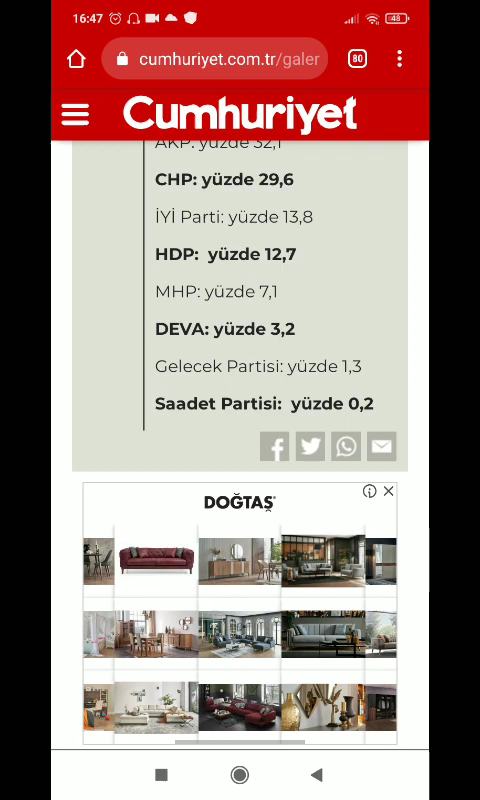 16:47
48
cumhuriyet.com.tr/galer
80
Cumhuriyet
AKP: yüzde 32,1
CHP: yüzde 29,6
İYİ Parti: yüzde 13,8
HDP: yüzde 12,7
MHP: yüzde 7,1
DEVA: yüzde 3,2
Gelecek Partisi: yüzde 1,3
Saadet Partisi: yüzde 0,2
DOĞTAŞ